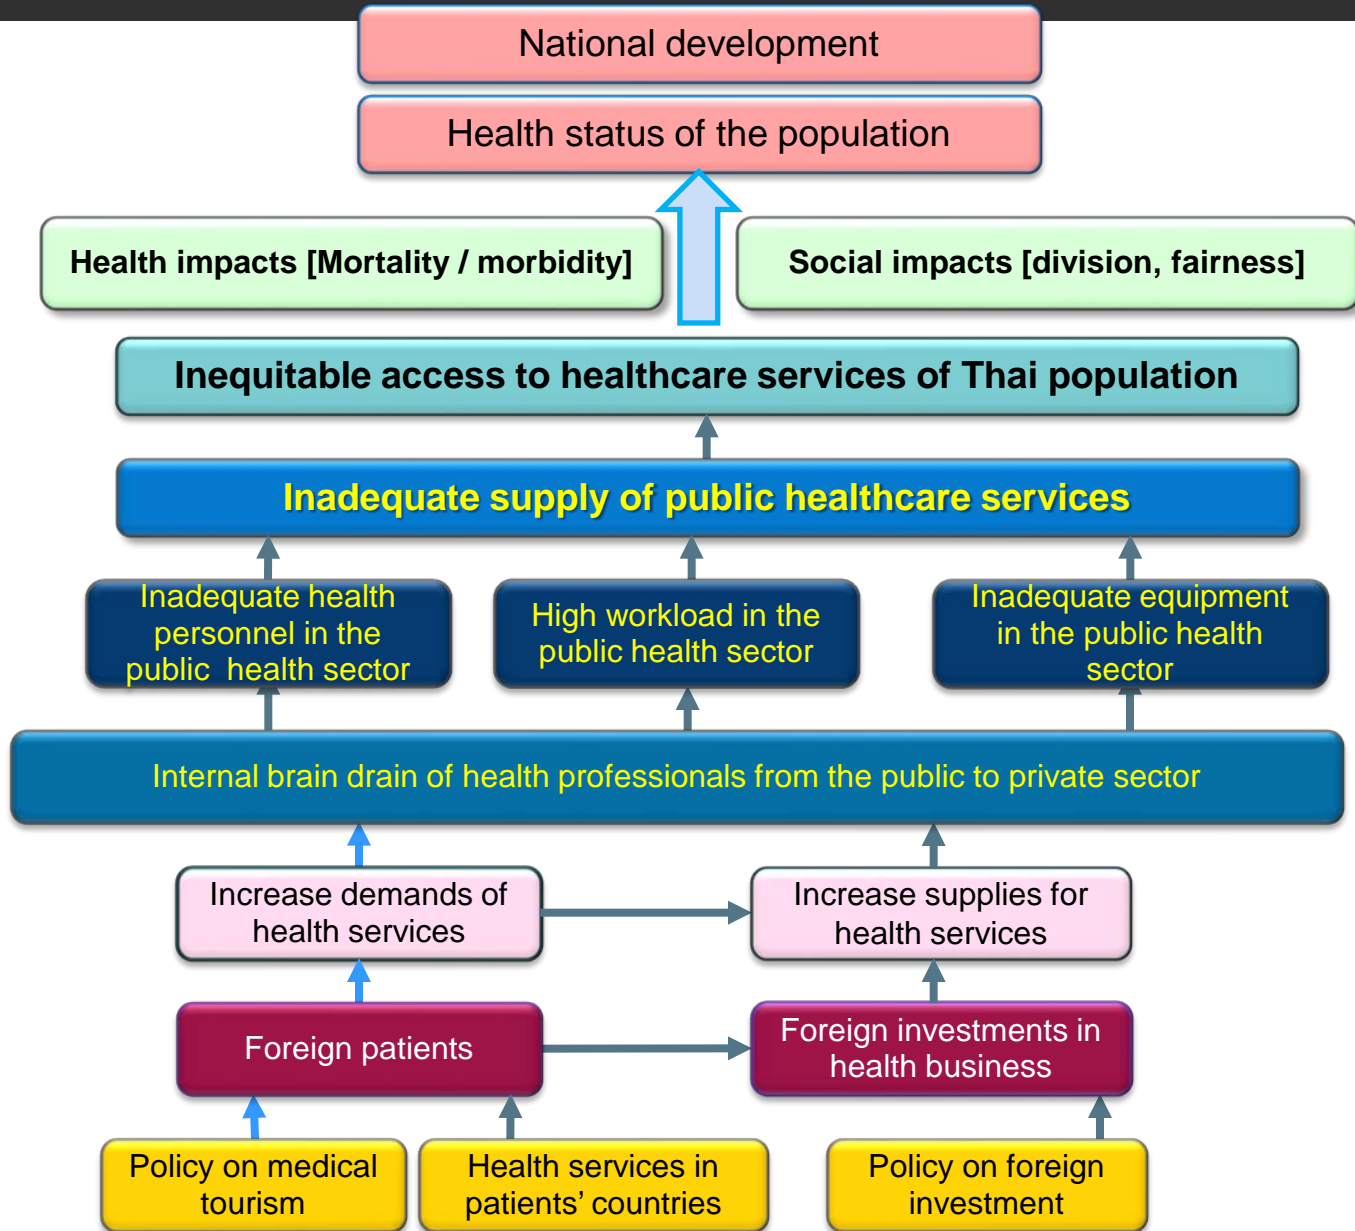 National development
Health status of the population
Health impacts [Mortality / morbidity]
Social impacts [division, fairness]
Inequitable access to healthcare services of Thai population
Inadequate supply of public healthcare services
Inadequate health
personnel in the
public health sector
High workload in the
public health sector
Inadequate equipment
in the public health
sector
Internal brain drain of health professionals from the public to private sector
Increase demands of
health services
Increase supplies for
health services
Foreign patients
Foreign investments in
health business
Policy on medical
tourism
Health services in
patients’ countries
Policy on foreign
investment